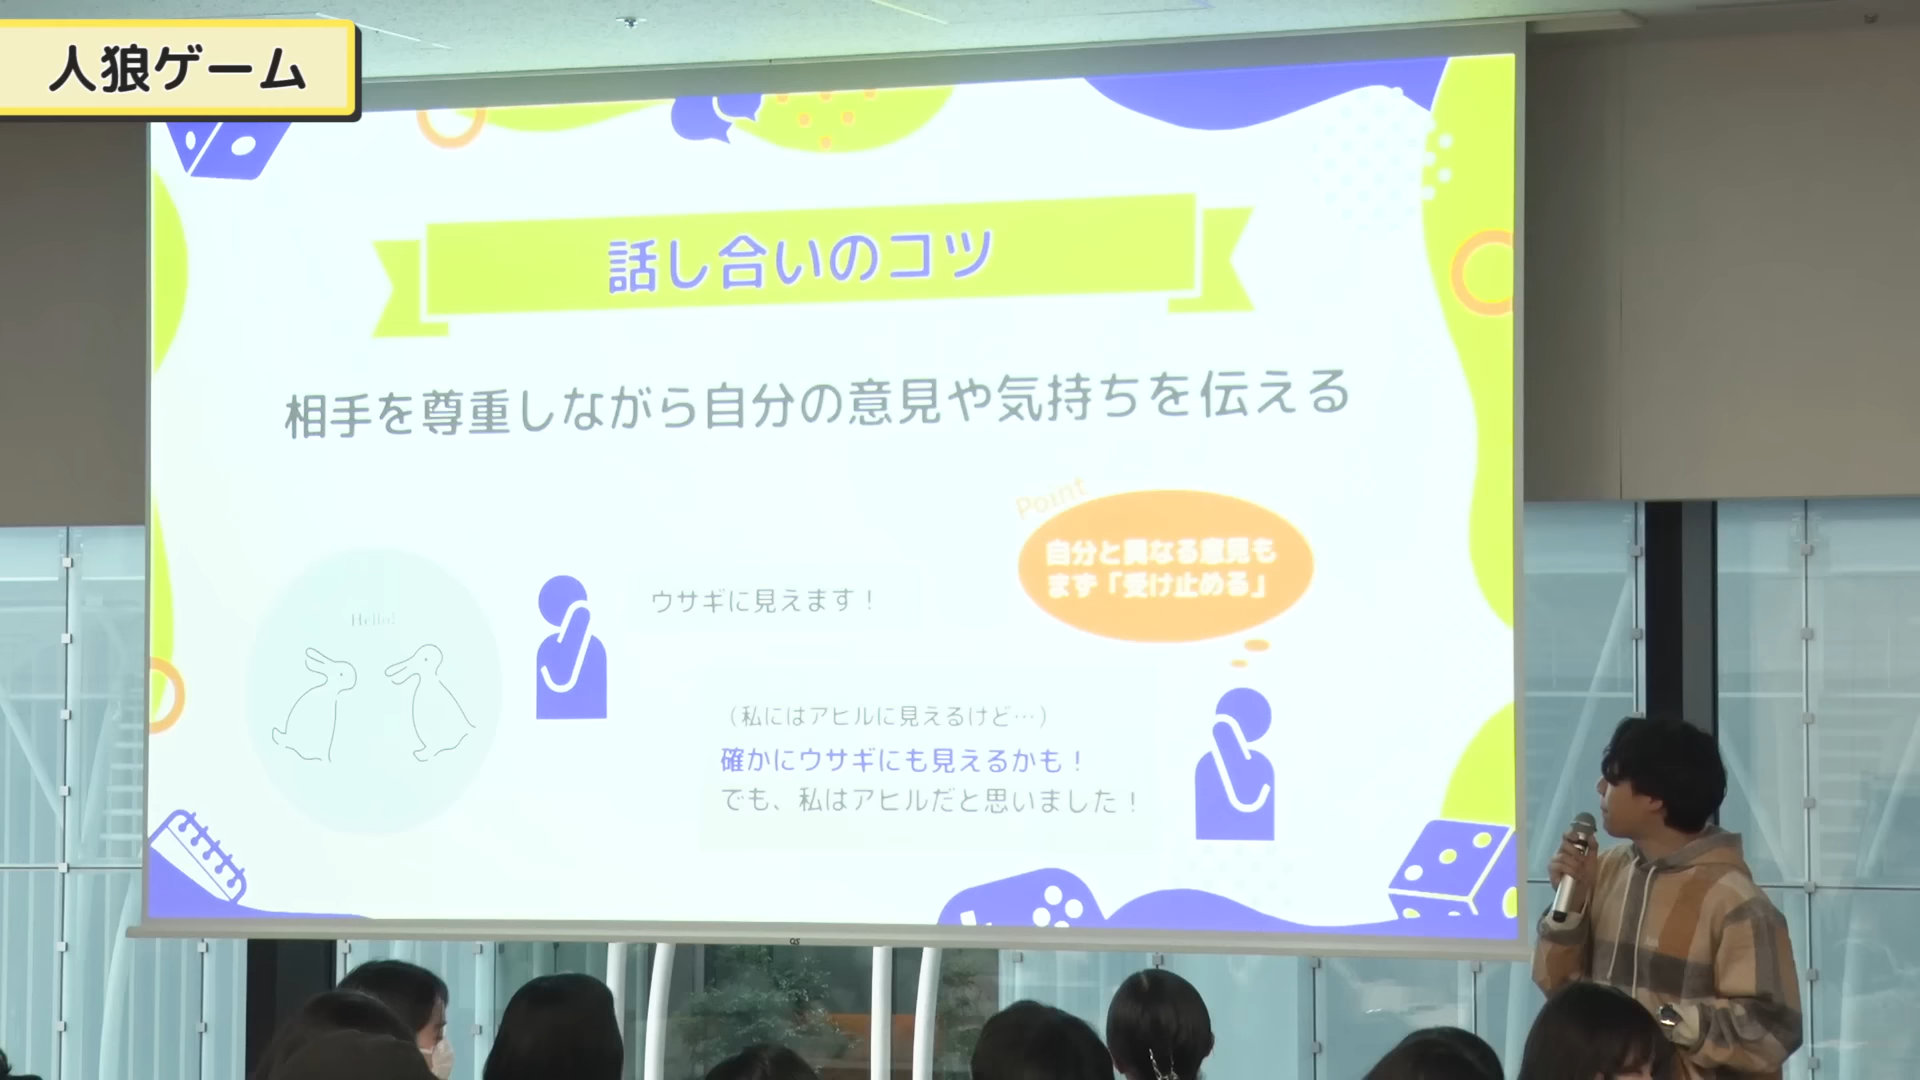 人狼ゲーム
話し合いのコツ
相手を尊重しながら自分の意見や気持ちを伝える
Point
自分と異なる意見も
まず「受け止める」
Hello!
ウサギに見えます！
（私にはアヒルに見えるけど…）
確かにウサギにも見えるかも！
でも、私はアヒルだと思いました！